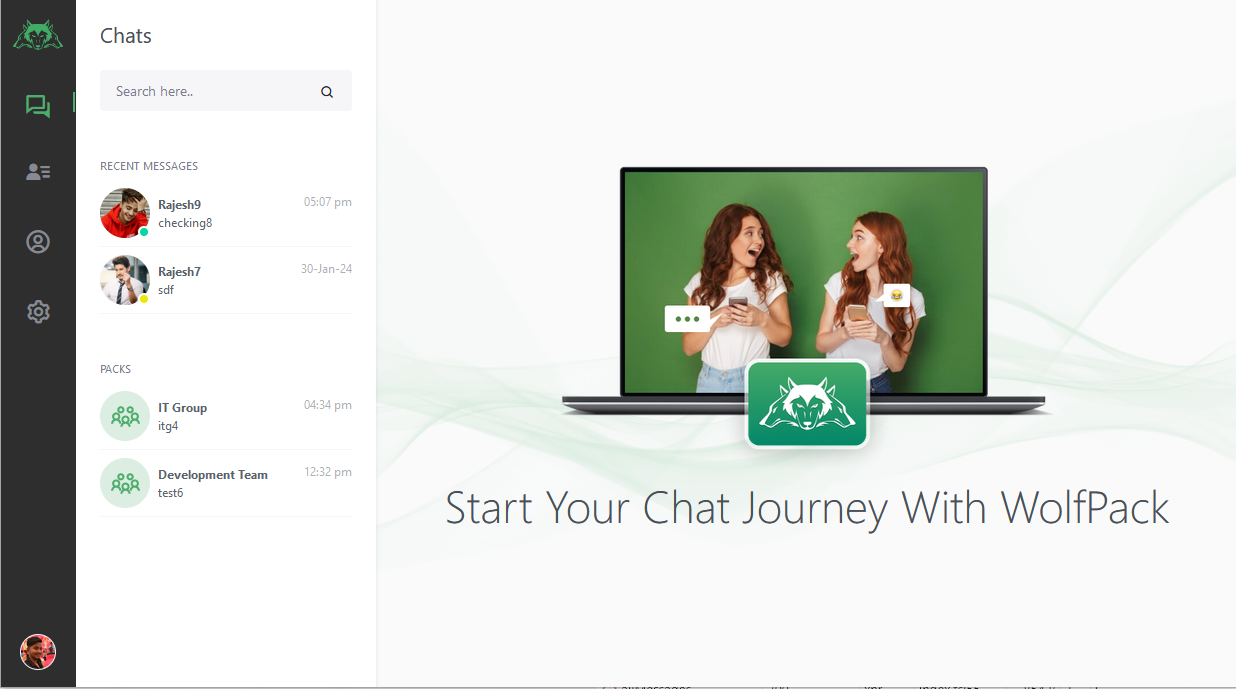 Chats
Search here..
RECENT MESSAGES
Rajesh9
05:07 pm
checking8
Rajesh7
30-Jan-24
sdf
PACKS
IT Group
04:34 pm
itg4
Development Team
12:32 pm
test6
Start Your Chat Journey With WolfPack